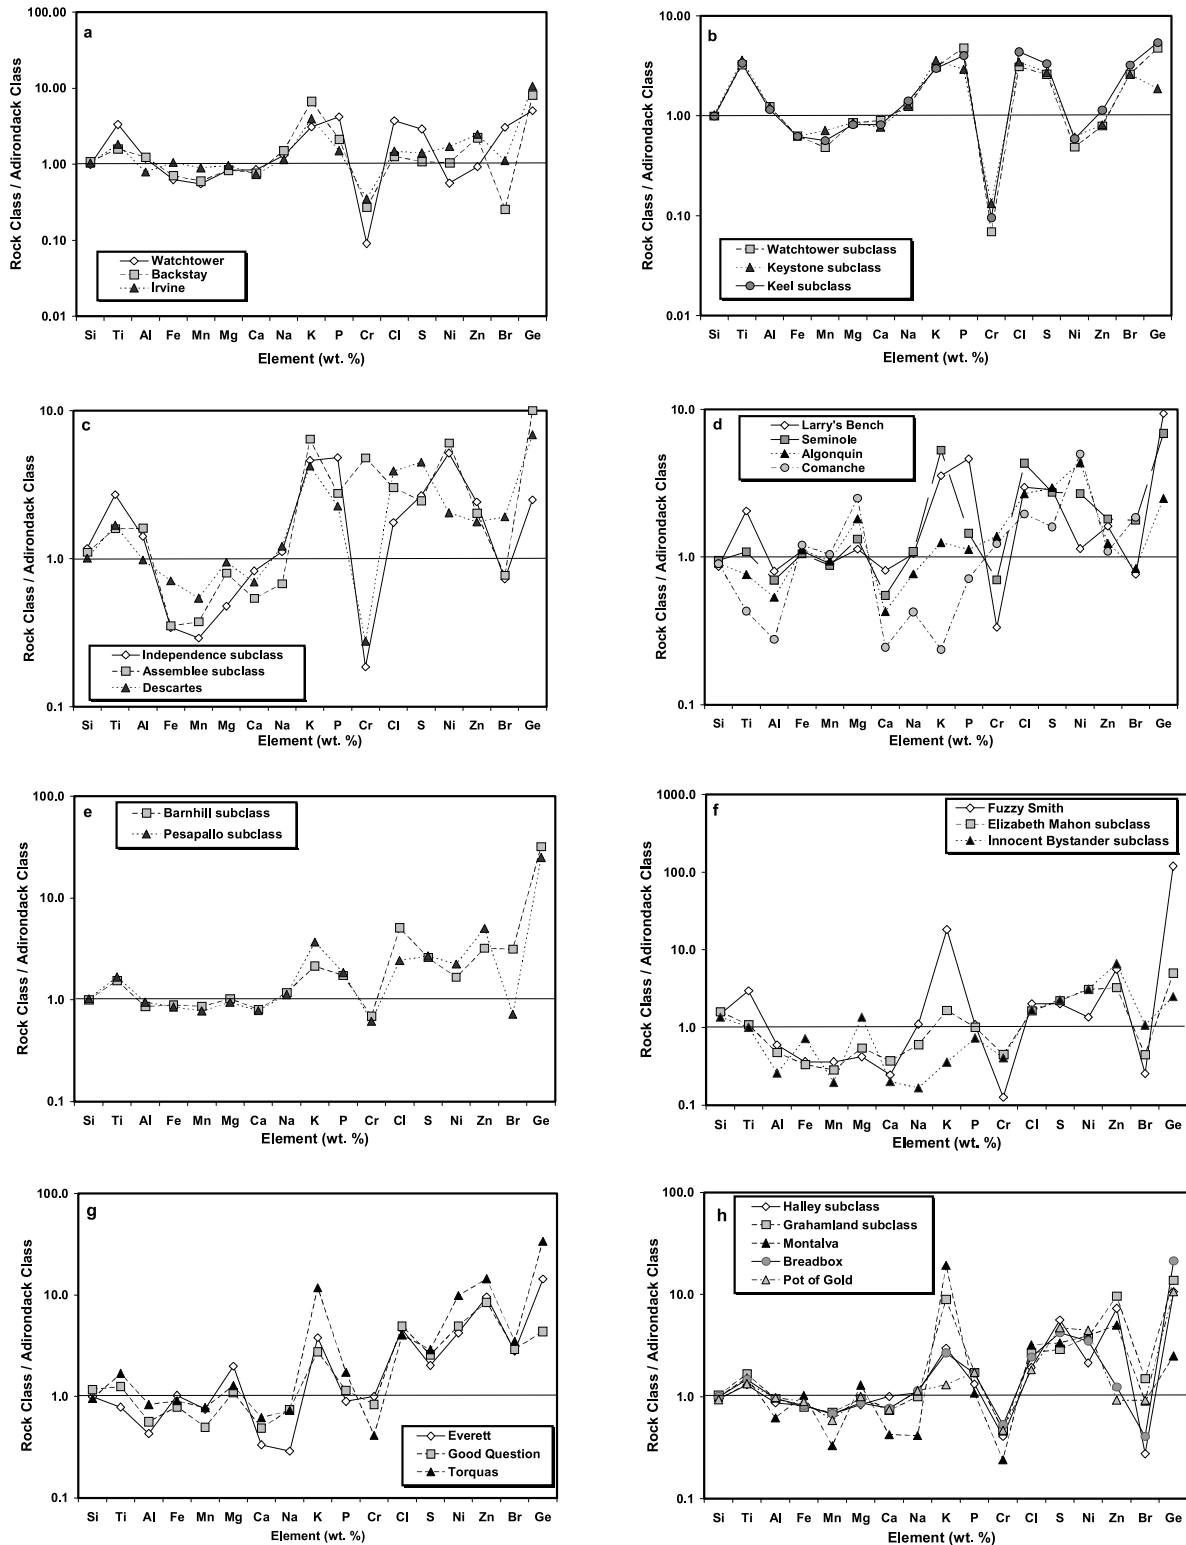 a
Rock Class / Adirondack Class
100.00
10.00
1.00
0.10
0.01
Watchtower
Backstay
Irvine
Si Ti Al Fe Mn Mg Ca Na K P Cr Cl S Ni Zn Br Ge
Element (wt. %)
b
Rock Class / Adirondack Class
10.00
1.00
0.10
0.01
Watchtower subclass
Keystone subclass
Keel subclass
Si Ti Al Fe Mn Mg Ca Na K P Cr Cl S Ni Zn Br Ge
Element (wt. %)
c
Rock Class / Adirondack Class
10.0
1.0
0.1
Independence subclass
Assemblee subclass
Descartes
Si Ti Al Fe Mn Mg Ca Na K P Cr Cl S Ni Zn Br Ge
Element (wt. %)
d
Rock Class / Adirondack Class
10.0
1.0
0.1
Larry's Bench
Seminole
Algonquin
Comanche
Si Ti Al Fe Mn Mg Ca Na K P Cr Cl S Ni Zn Br Ge
Element (wt. %)
e
Rock Class / Adirondack Class
100.0
10.0
1.0
0.1
Barnhill subclass
Pesapallo subclass
Si Ti Al Fe Mn Mg Ca Na K P Cr Cl S Ni Zn Br Ge
Element (wt. %)
f
Rock Class / Adirondack Class
1000.0
100.0
10.0
1.0
0.1
Fuzzy Smith
Elizabeth Mahon subclass
Innocent Bystander subclass
Si Ti Al Fe Mn Mg Ca Na K P Cr Cl S Ni Zn Br Ge
Element (wt. %)
g
Rock Class / Adirondack Class
100.0
10.0
1.0
0.1
Everett
Good Question
Torquas
Si Ti Al Fe Mn Mg Ca Na K P Cr Cl S Ni Zn Br Ge
Element (wt. %)
h
Rock Class / Adirondack Class
100.0
10.0
1.0
0.1
Halley subclass
Grahamland subclass
Montalva
Breadbox
Pot of Gold
Si Ti Al Fe Mn Mg Ca Na K P Cr Cl S Ni Zn Br Ge
Element (wt. %)